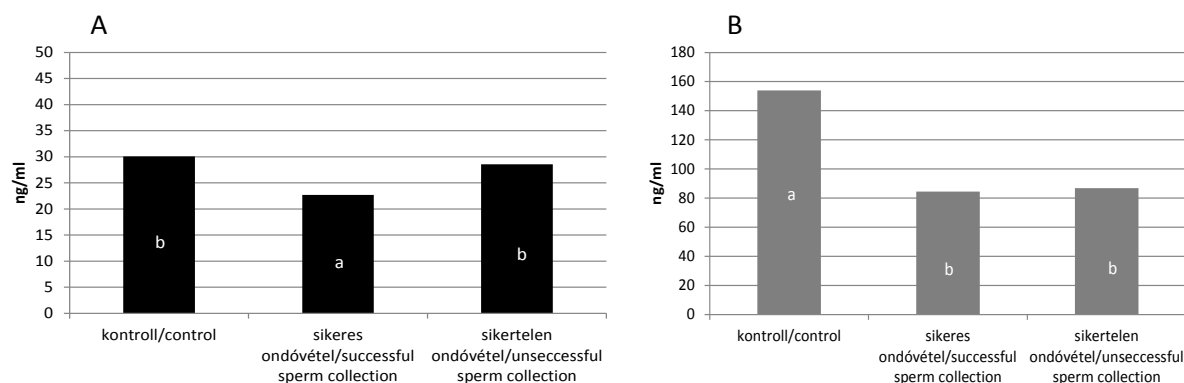 A
50
45
40
35
30
25
20
15
10
5
0
ng/ml
b
a
b
kontroll/control
sikeres
ondóvétel/successful
sperm collection
sikertelen
ondóvétel/unseccessful
sperm collection
B
180
160
140
120
100
80
60
40
20
0
ng/ml
a
b
b
kontroll/control
sikeres
ondóvétel/successful
sperm collection
sikertelen
ondóvétel/unseccessful
sperm collection